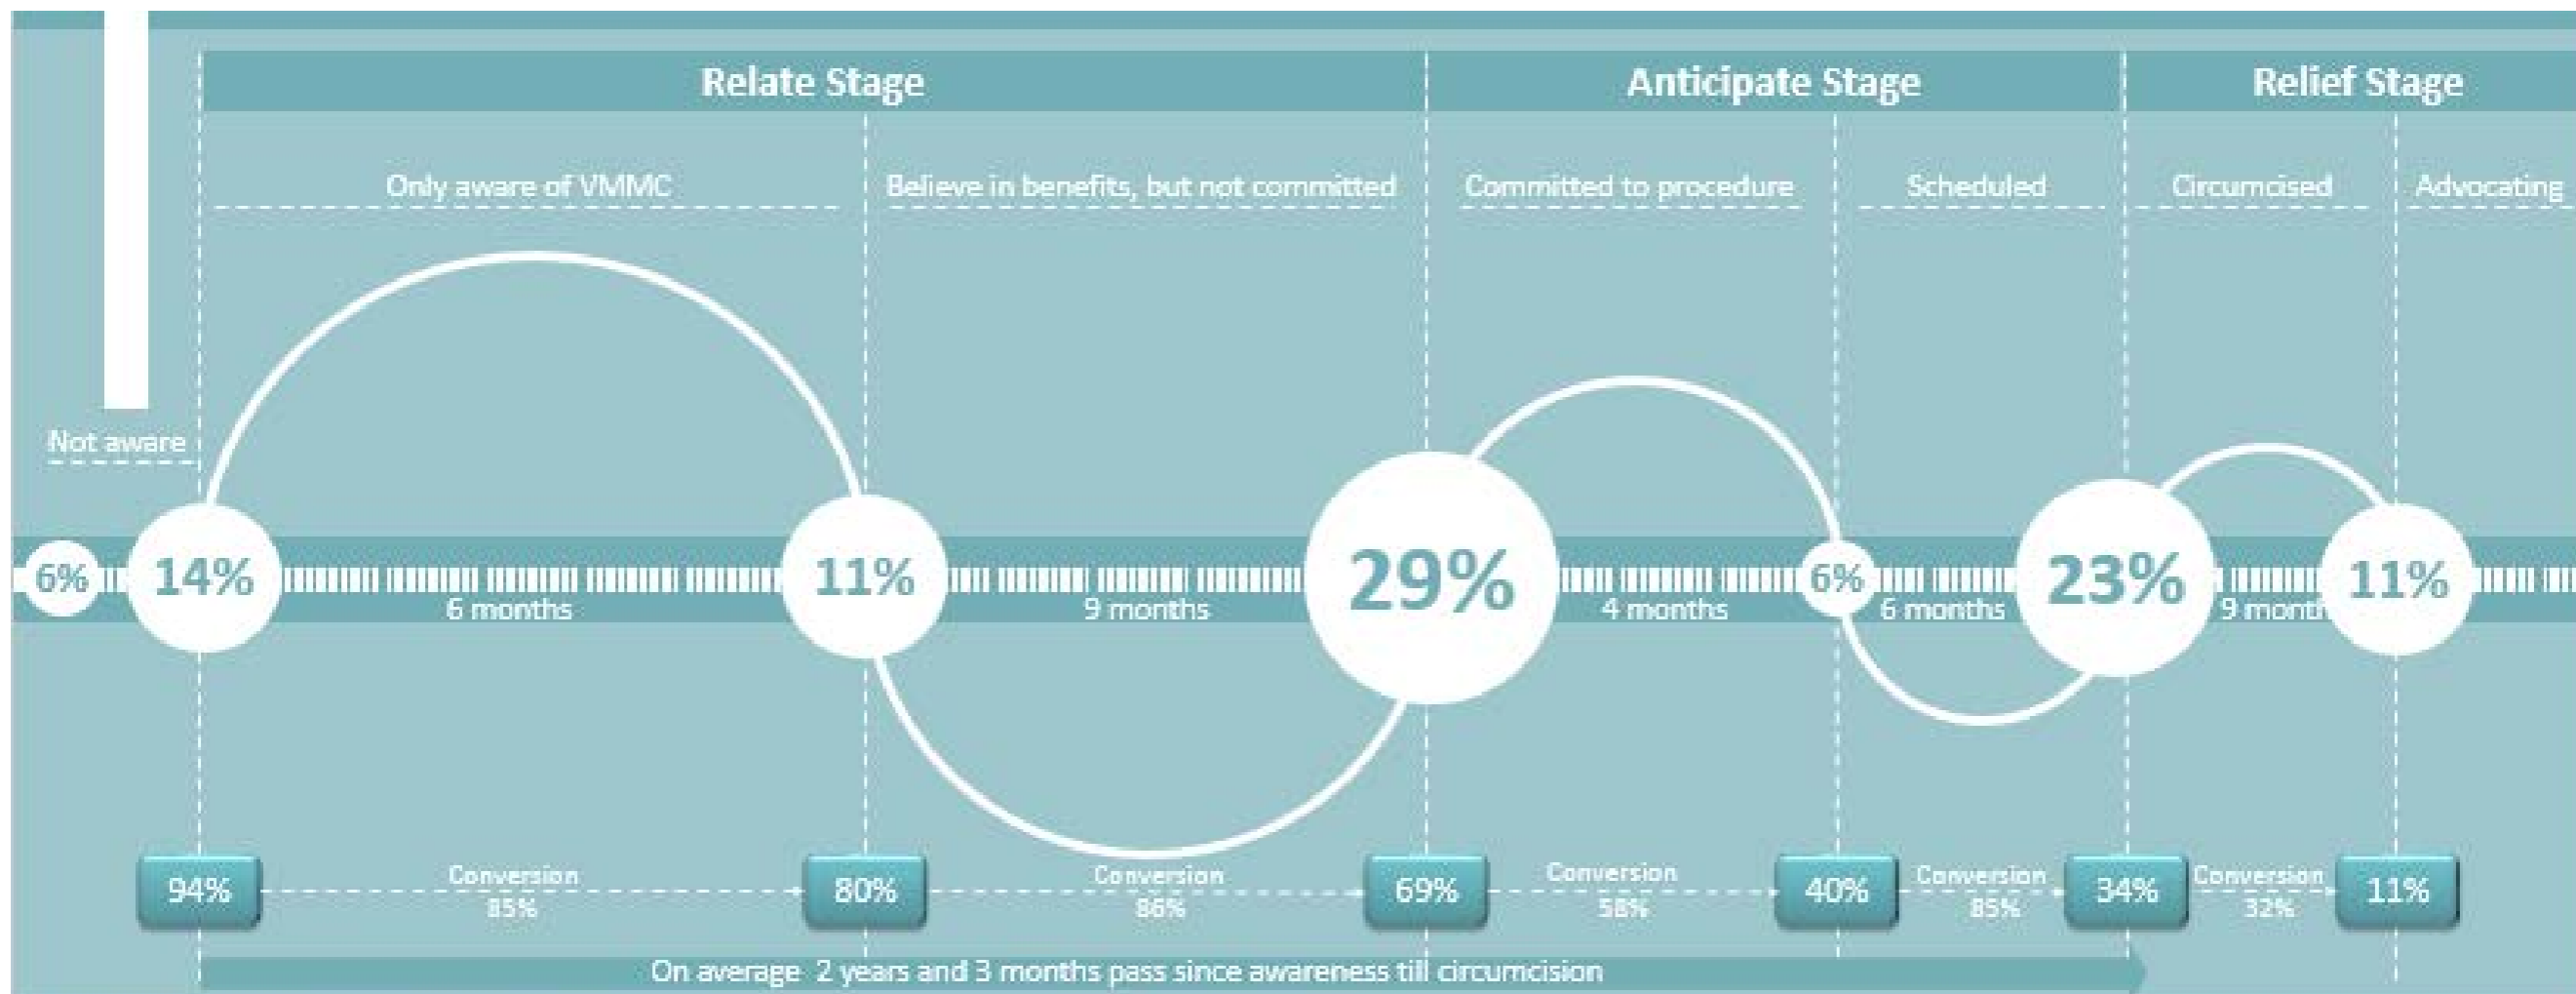 Relate Stage
Anticipate Stage
Relief Stage
Only aware of VMMC
Believe in benefits, but not committed
Committed to procedure
Scheduled
Circumcised
Advocating
Not aware
6%
14%
11%
29%
6%
23%
11%
6 months
9 months
4 months
6 months
9 month
94%
Conversion
85%
80%
Conversion
86%
69%
Conversion
58%
40%
Conversion
85%
34%
Conversion
32%
11%
On average 2 years and 3 months pass since awareness till circumcision